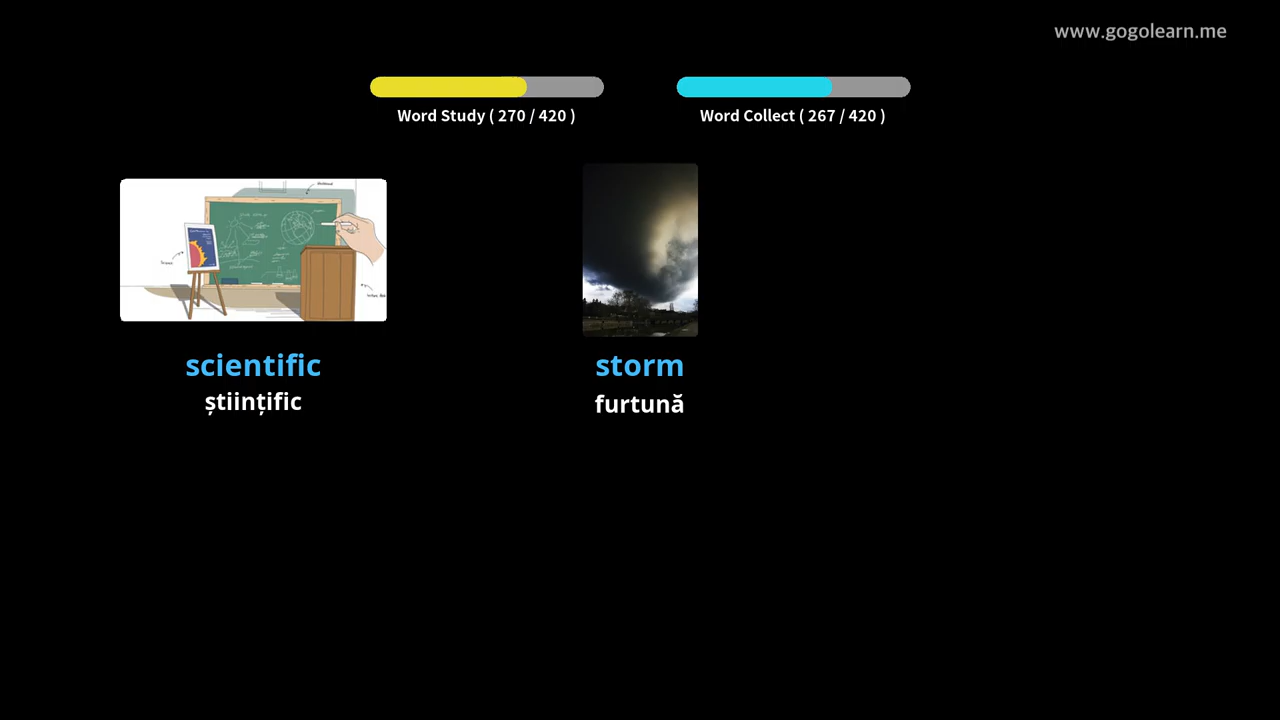 www.gogolearn.me
Word Study ( 270 / 420 )
Word Collect ( 267 / 420 )
scientific
științific
storm
furtună